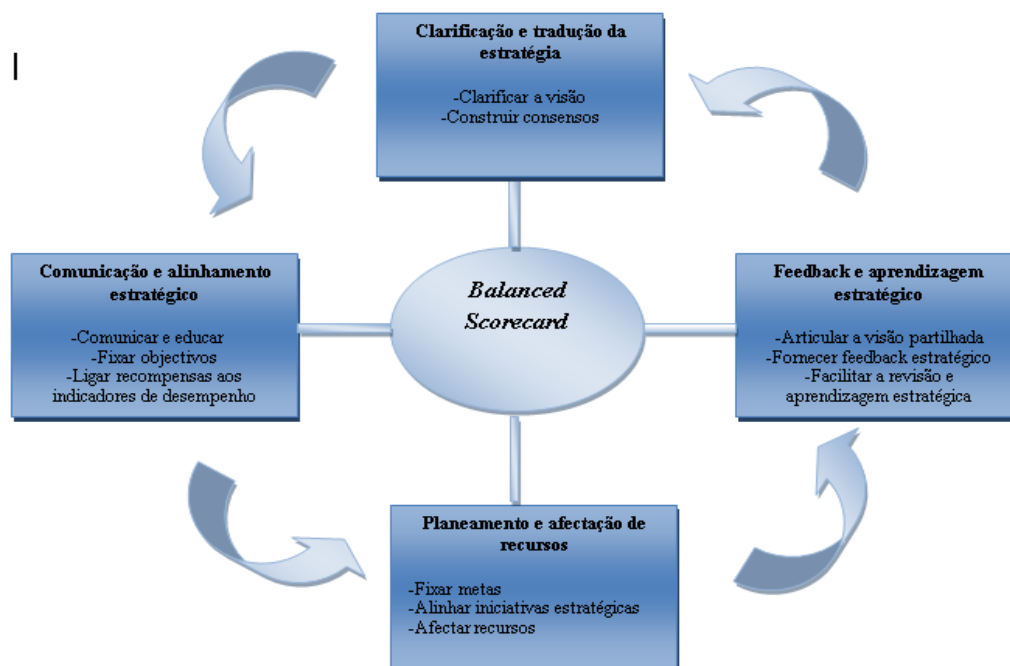 Clarificação e tradução da
estratégia
-Clarificar a visão
-Construir consensos
Comunicação e alinhamento
estratégico
-Comunicar e educar
-Fixar objectivos
-Ligar recompensas aos
indicadores de desempenho
Balanced
Scorecard
Feedback e aprendizagem
estratégico
-Articular a visão partilhada
-Fornecer feedback estratégico
-Facilitar a revisão e
aprendizagem estratégica
Planeamento e afectação de
recursos
-Fixar metas
-Alinhar iniciativas estratégicas
-Afectar recursos